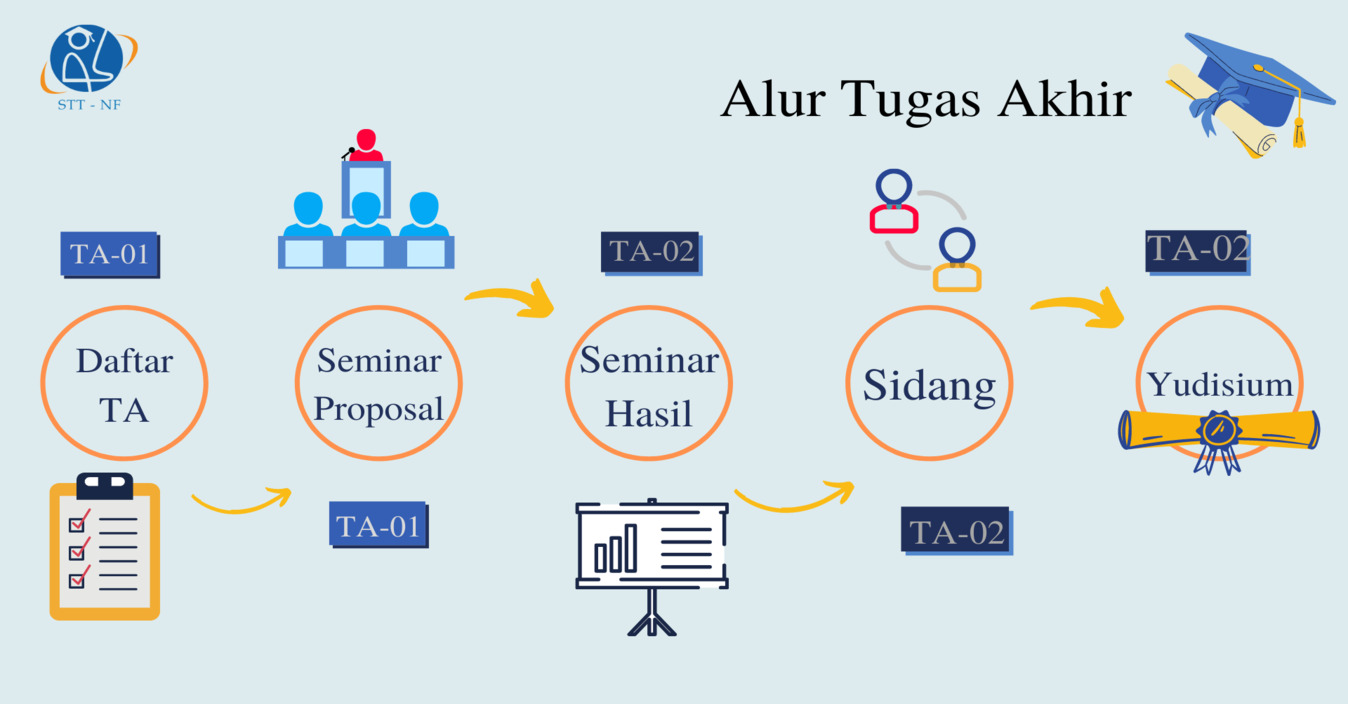 STT - NF
Alur Tugas Akhir
TA-01
Daftar
TA
Seminar
Proposal
TA-01
TA-02
Seminar
Hasil
Sidang
TA-02
TA-02
Yudisium